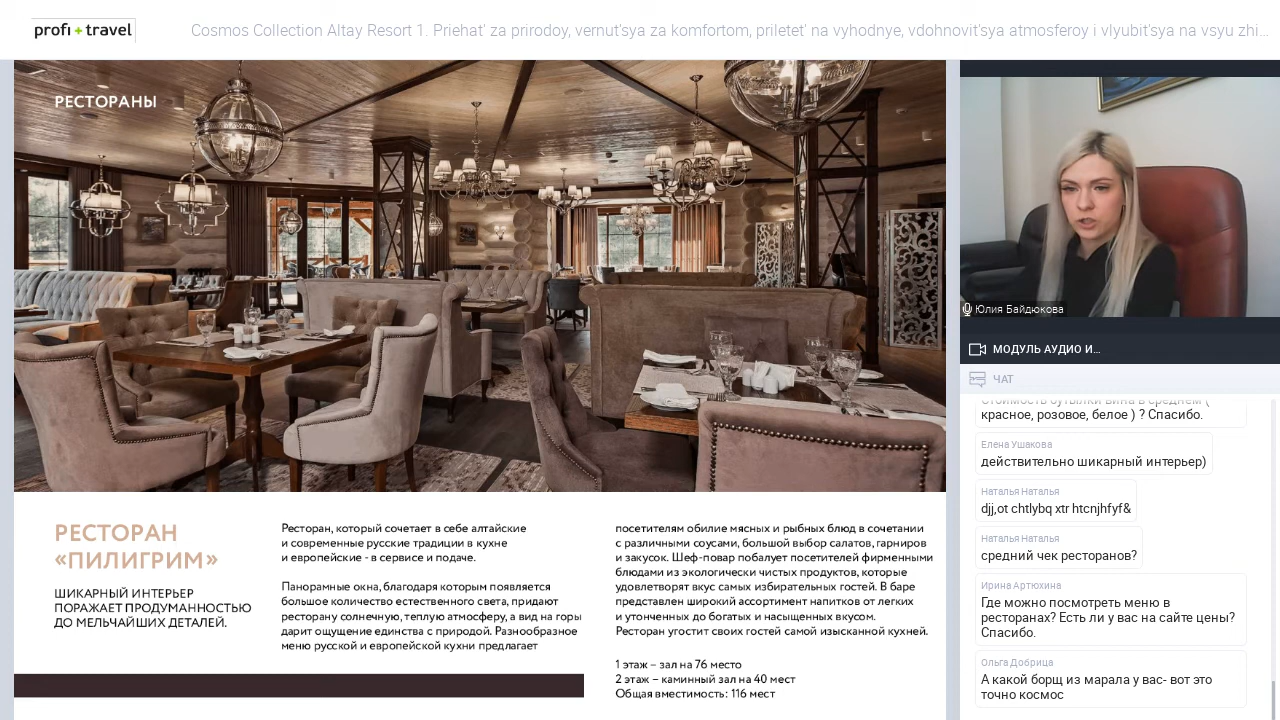 profi + travel
Cosmos Collection Altay Resort 1. Priehat' za prirodoy, vernut'sya za komfortom, priletet' na vyhodnye, vdohnovit'sya atmosferoy i vlyubit'sya na vsyu zhi...
РЕСТОРАНЫ
РЕСТОРАН
«ПИЛИГРИМ»
ШИКАРНЫЙ ИНТЕРЬЕР
ПОРАЖАЕТ ПРОДУМАННОСТЬЮ
ДО МЕЛЬЧАЙШИХ ДЕТАЛЕЙ.
Ресторан, который сочетает в себе алтайские
и современные русские традиции в кухне
и европейские - в сервисе и подаче.
Панорамные окна, благодаря которым появляется
большое количество естественного света, придают
ресторану солнечную, теплую атмосферу, а вид на горы
дарит ощущение единства с природой. Разнообразное
меню русской и европейской кухни предлагает
посетителям обилие мясных и рыбных блюд в сочетании
с различными соусами, большой выбор салатов, гарниров
и закусок. Шеф-повар побалует посетителей фирменными
блюдами из экологически чистых продуктов, которые
удовлетворят вкус самых избирательных гостей. В баре
представлен широкий ассортимент напитков от легких
и утонченных до богатых и насыщенных вкусом.
Ресторан угостит своих гостей самой изысканной кухней.
1 этаж – зал на 76 место
2 этаж – каминный зал на 40 мест
Общая вместимость: 116 мест
Юлия Байдюкова
МОДУЛЬ АУДИО И...
ЧАТ
Стоимость бутылки вина в среднем (
красное, розовое, белое ) ? Спасибо.
Елена Ушакова
действительно шикарный интерьер)
Наталья Наталья
djj,ot chtlybq xtr htcnjhfyf&
Наталья Наталья
средний чек ресторанов?
Ирина Артюхина
Где можно посмотреть меню в
ресторанах? Есть ли у вас на сайте цены?
Спасибо.
Ольга Добрица
А какой борщ из марала у вас- вот это
точно космос